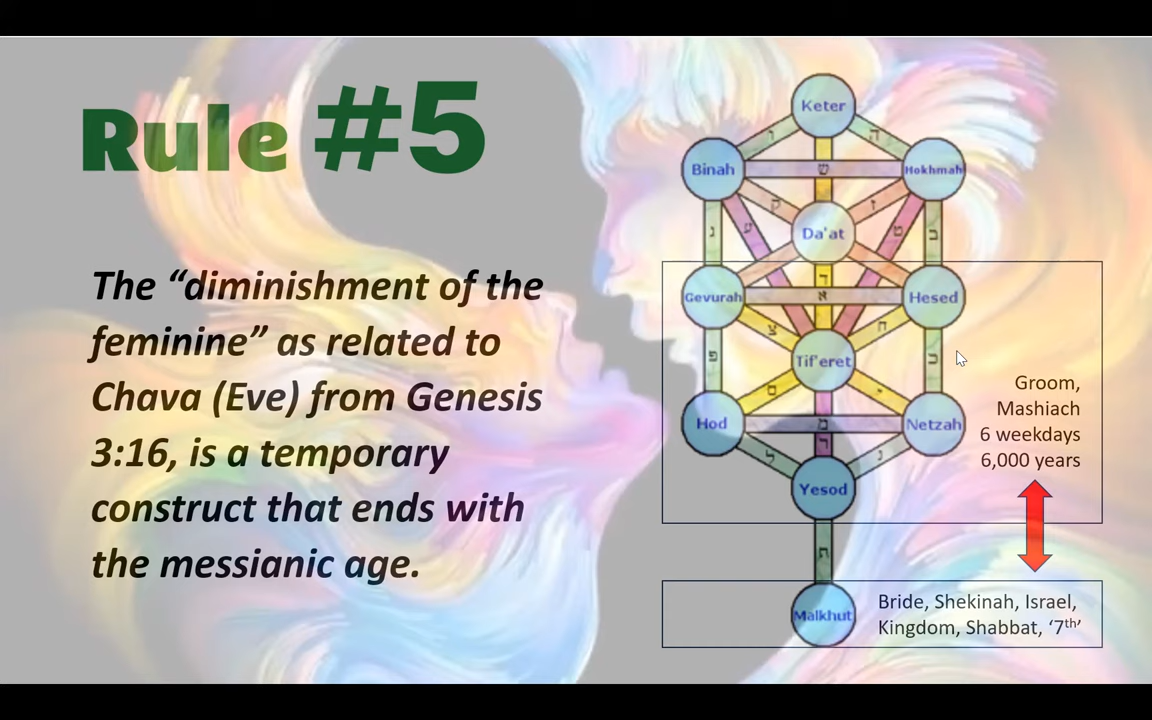 Rule #5
The “diminishment of the
feminine” as related to
Chava (Eve) from Genesis
3:16, is a temporary
construct that ends with
the messianic age.
Keter
ו ה
Binah ש Hokhmah
ק ז
Da'at
נ ע ט ב
ר
Gevurah א Hesed
צ ח
פ Tif'eret כ
Groom,
Mashiach
6 weekdays
6,000 years
ם י
Hod מ Netzah
ל ר נ
Yesod
ת
Malkhut
Bride, Shekinah, Israel,
Kingdom, Shabbat, ‘7th’